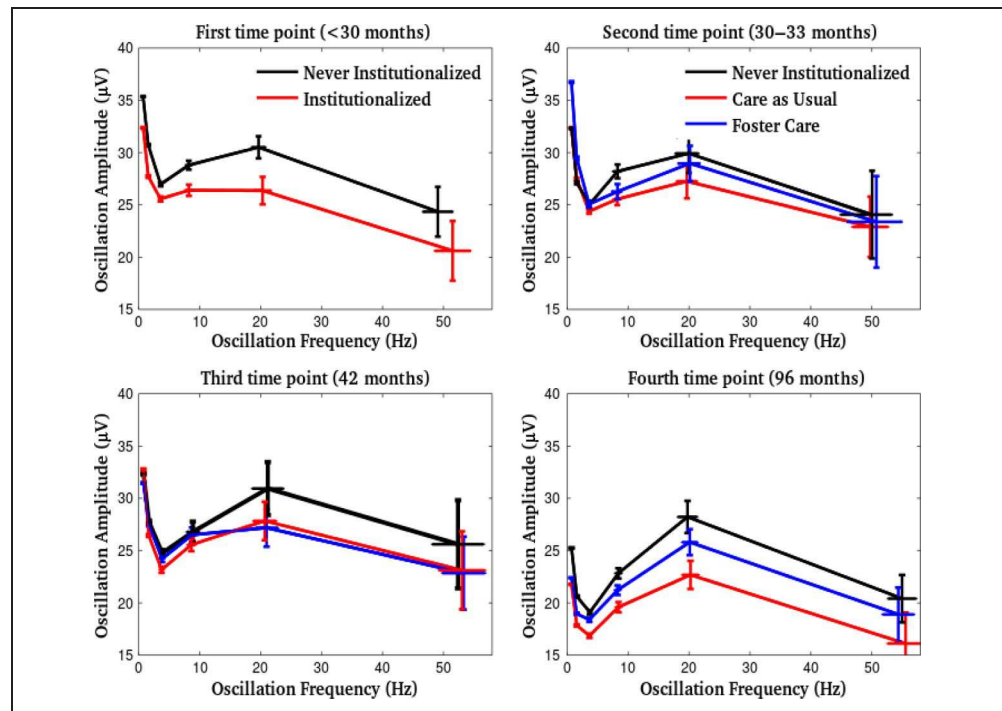 First time point (<30 months)
40
35
30
25
20
15
Oscillation Amplitude (μV)
Never Institutionalized
Institutionalized
0 10 20 30 40 50
Oscillation Frequency (Hz)
Second time point (30–33 months)
40
35
30
25
20
15
Oscillation Amplitude (μV)
Never Institutionalized
Care as Usual
Foster Care
0 10 20 30 40 50
Oscillation Frequency (Hz)
Third time point (42 months)
40
35
30
25
20
15
Oscillation Amplitude (μV)
0 10 20 30 40 50
Oscillation Frequency (Hz)
Fourth time point (96 months)
40
35
30
25
20
15
Oscillation Amplitude (μV)
0 10 20 30 40 50
Oscillation Frequency (Hz)